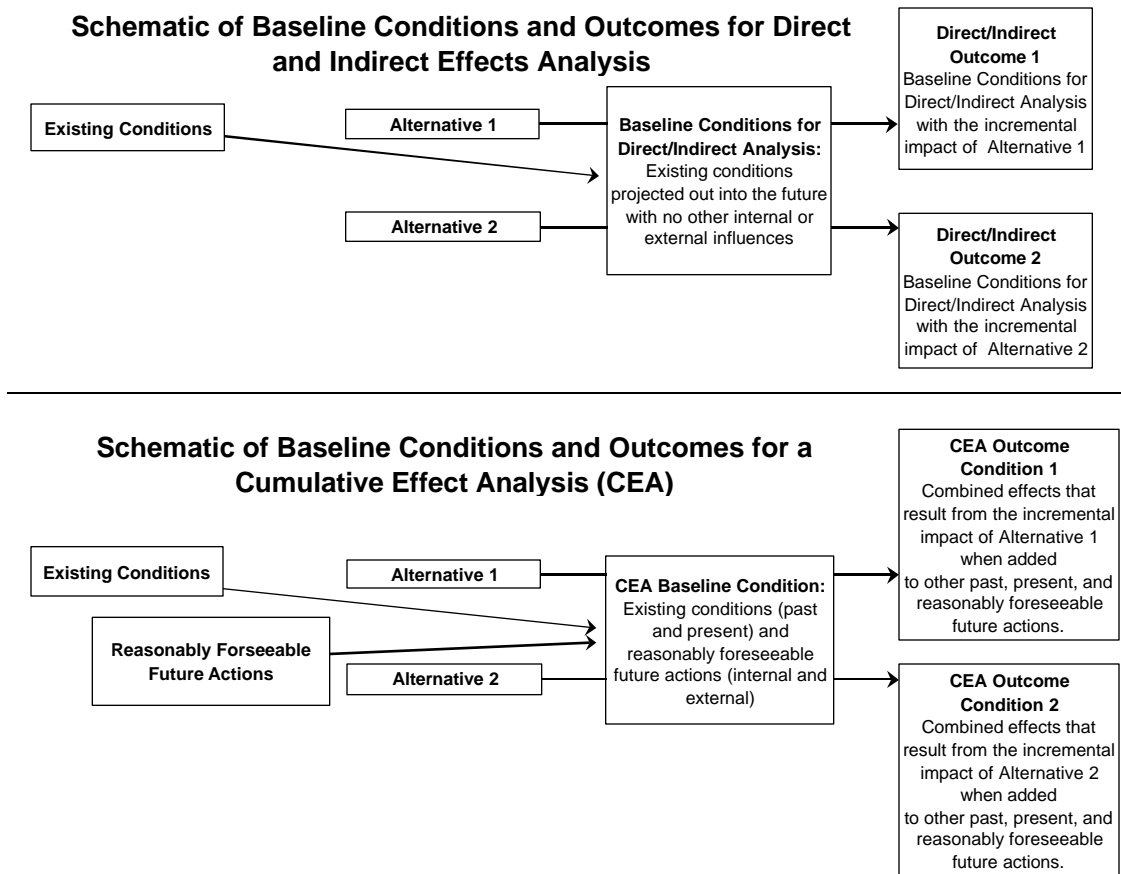 Schematic of Baseline Conditions and Outcomes for Direct
and Indirect Effects Analysis
Existing Conditions
Alternative 1
Alternative 2
Baseline Conditions for
Direct/Indirect Analysis:
Existing conditions
projected out into the future
with no other internal or
external influences
Direct/Indirect
Outcome 1
Baseline Conditions for
Direct/Indirect Analysis
with the incremental
impact of Alternative 1
Direct/Indirect
Outcome 2
Baseline Conditions for
Direct/Indirect Analysis
with the incremental
impact of Alternative 2
Schematic of Baseline Conditions and Outcomes for a
Cumulative Effect Analysis (CEA)
Existing Conditions
Reasonably Forseeable
Future Actions
Alternative 1
Alternative 2
CEA Baseline Condition:
Existing conditions (past
and present) and
reasonably foreseeable
future actions (internal and
external)
CEA Outcome
Condition 1
Combined effects that
result from the incremental
impact of Alternative 1
when added
to other past, present, and
reasonably foreseeable
future actions.
CEA Outcome
Condition 2
Combined effects that
result from the incremental
impact of Alternative 2
when added
to other past, present, and
reasonably foreseeable
future actions.